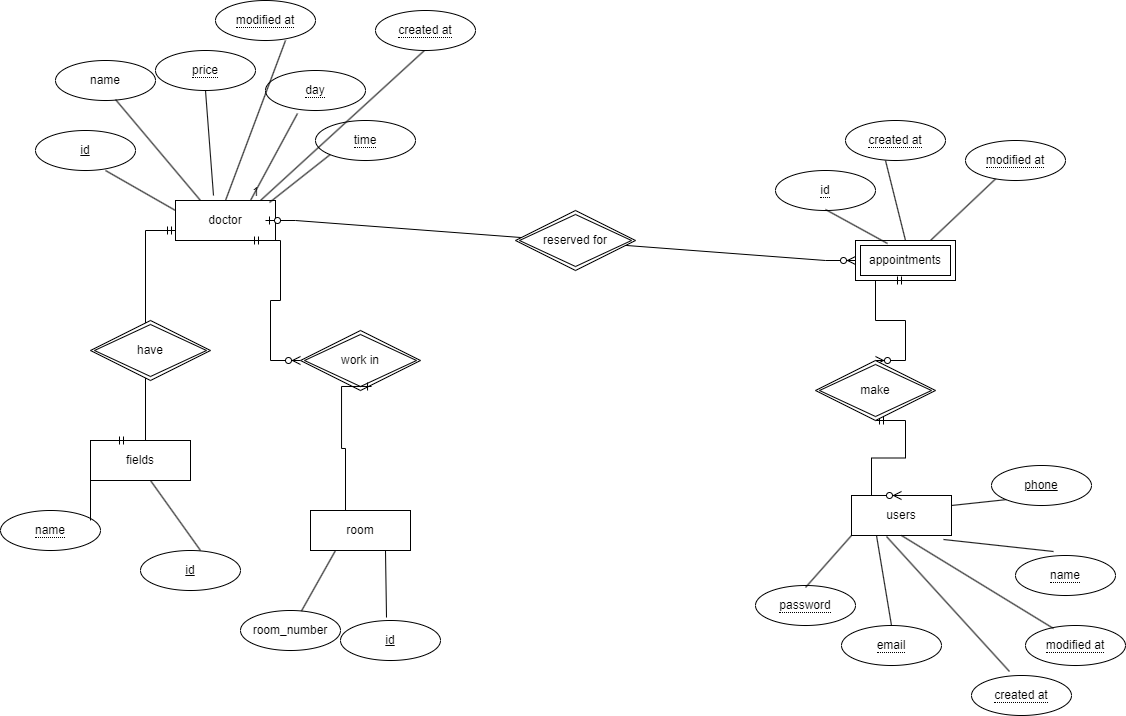 modified at
created at
price
name
day
time
id
1
doctor
created at
modified at
id
reserved for
appointments
have
work in
make
fields
name
id
room
room_number
id
users
phone
name
password
email
modified at
created at